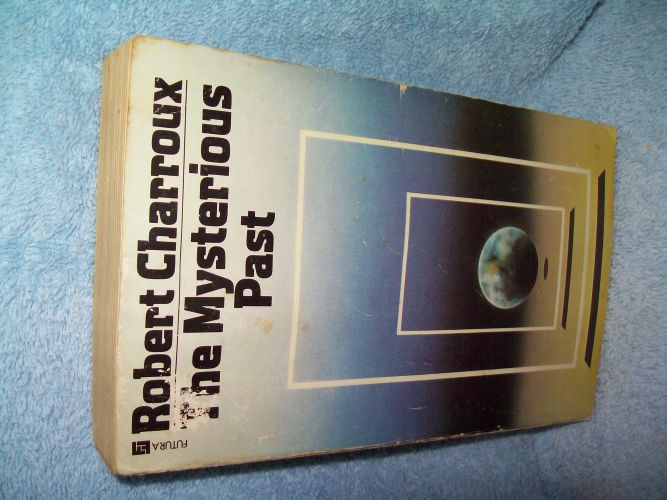 Robert Charroux
The Mysterious
Past
FUTURA